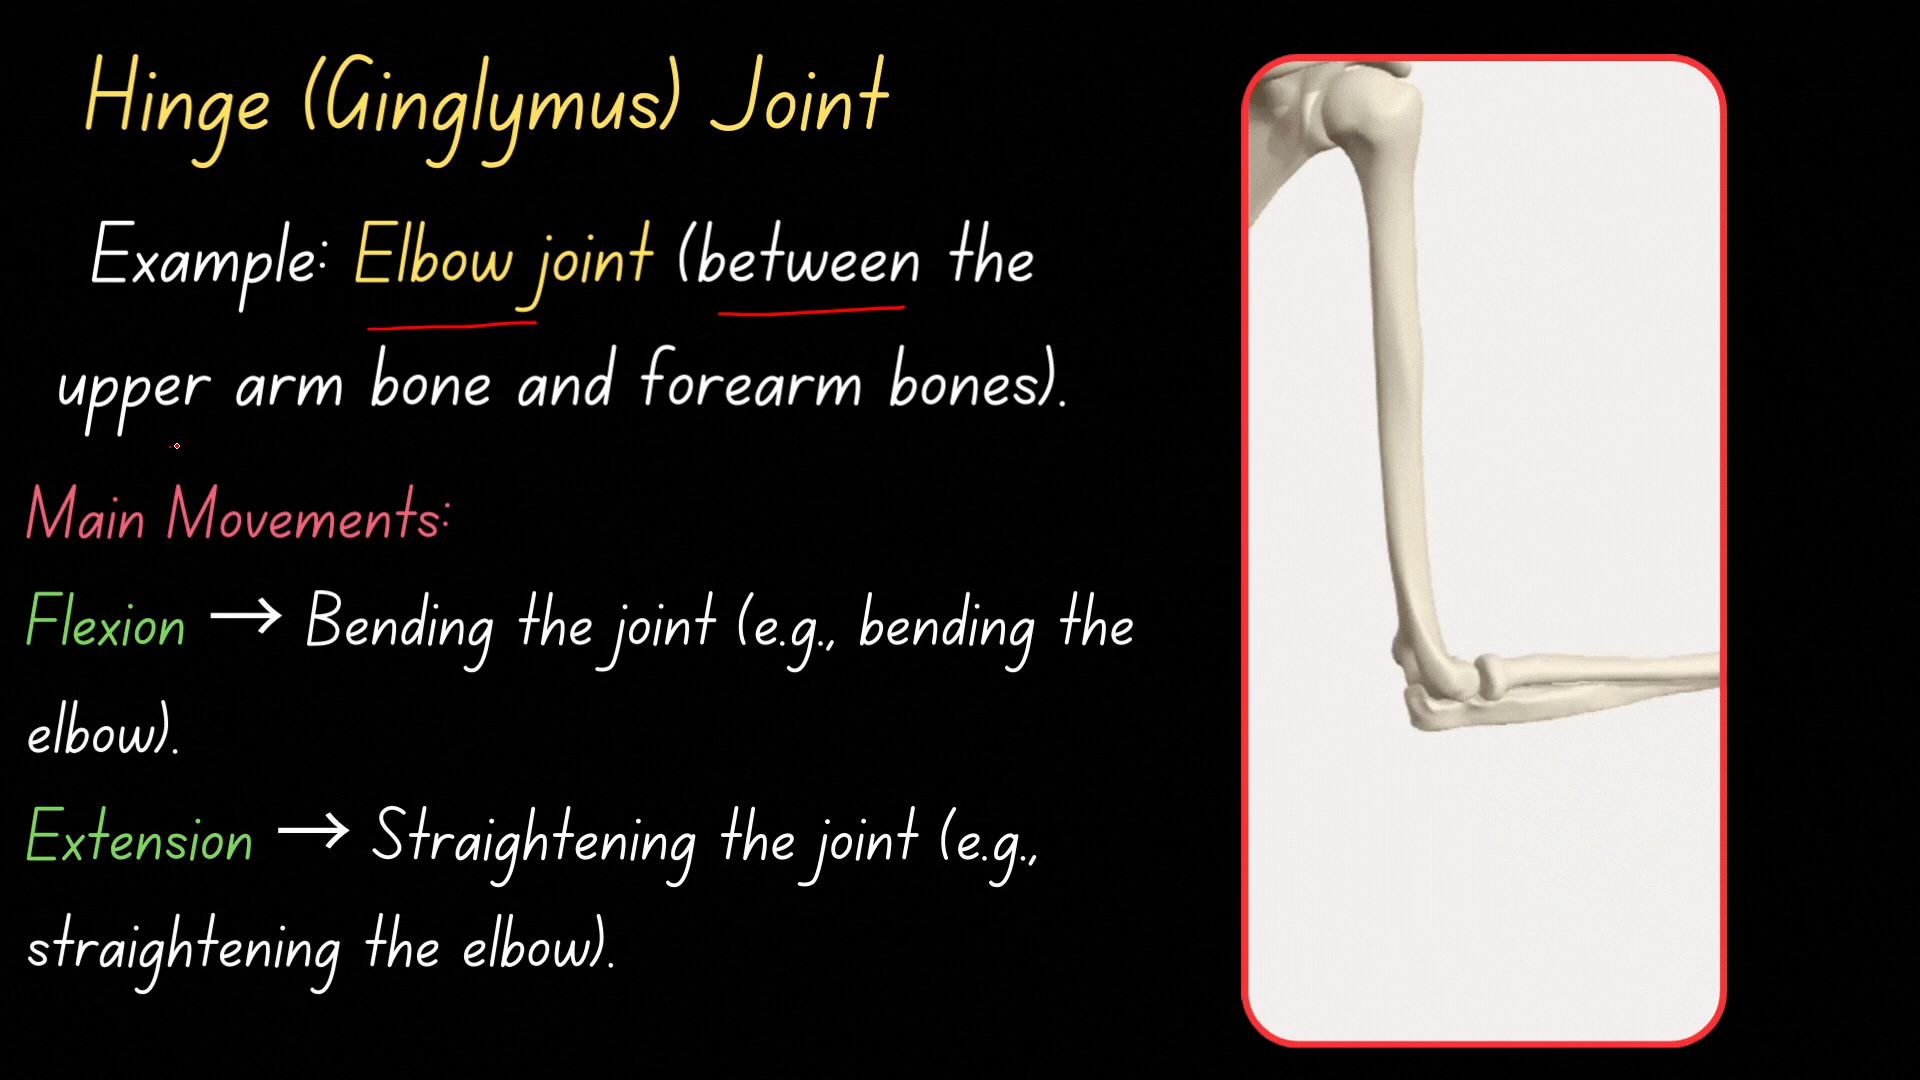 Hinge (Ginglymus) Joint
Example: Elbow joint (between the
upper arm bone and forearm bones).
Main Movements:
Flexion → Bending the joint (e.g., bending the
elbow).
Extension → Straightening the joint (e.g.,
straightening the elbow).